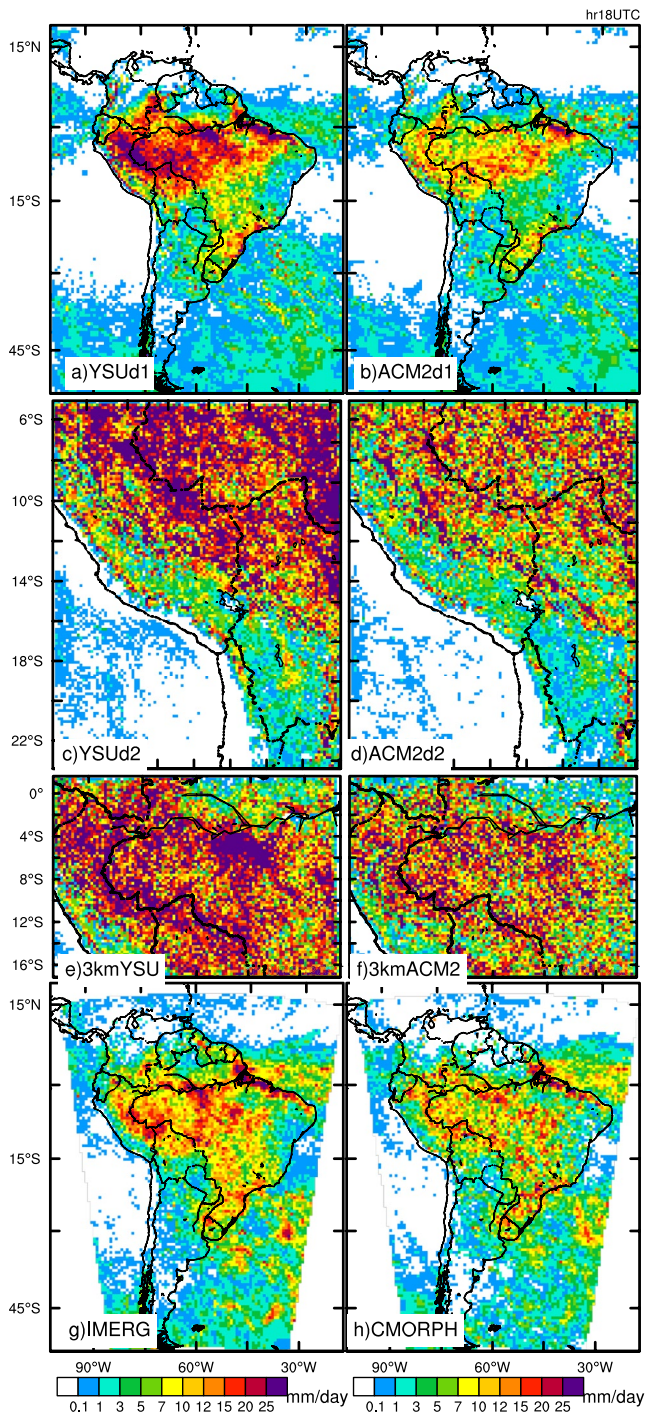 hr18UTC
15°N
15°S
45°S
a)YSUd1
b)ACM2d1
6°S
10°S
14°S
18°S
22°S
c)YSUd2
d)ACM2d2
0°
4°S
8°S
12°S
16°S
e)3kmYSU
f)3kmACM2
15°N
15°S
45°S
g)IMERG
h)CMORPH
90°W 60°W 30°W 90°W 60°W 30°W
mm/day mm/day
0.1 1 3 5 7 10 12 15 20 25 0.1 1 3 5 7 10 12 15 20 25